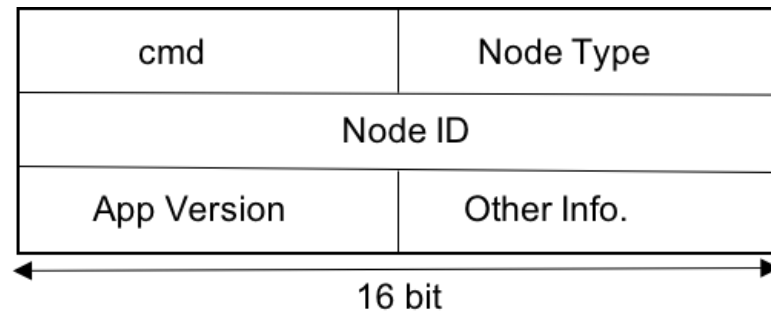 cmd Node Type
Node ID
App Version Other Info.
16 bit